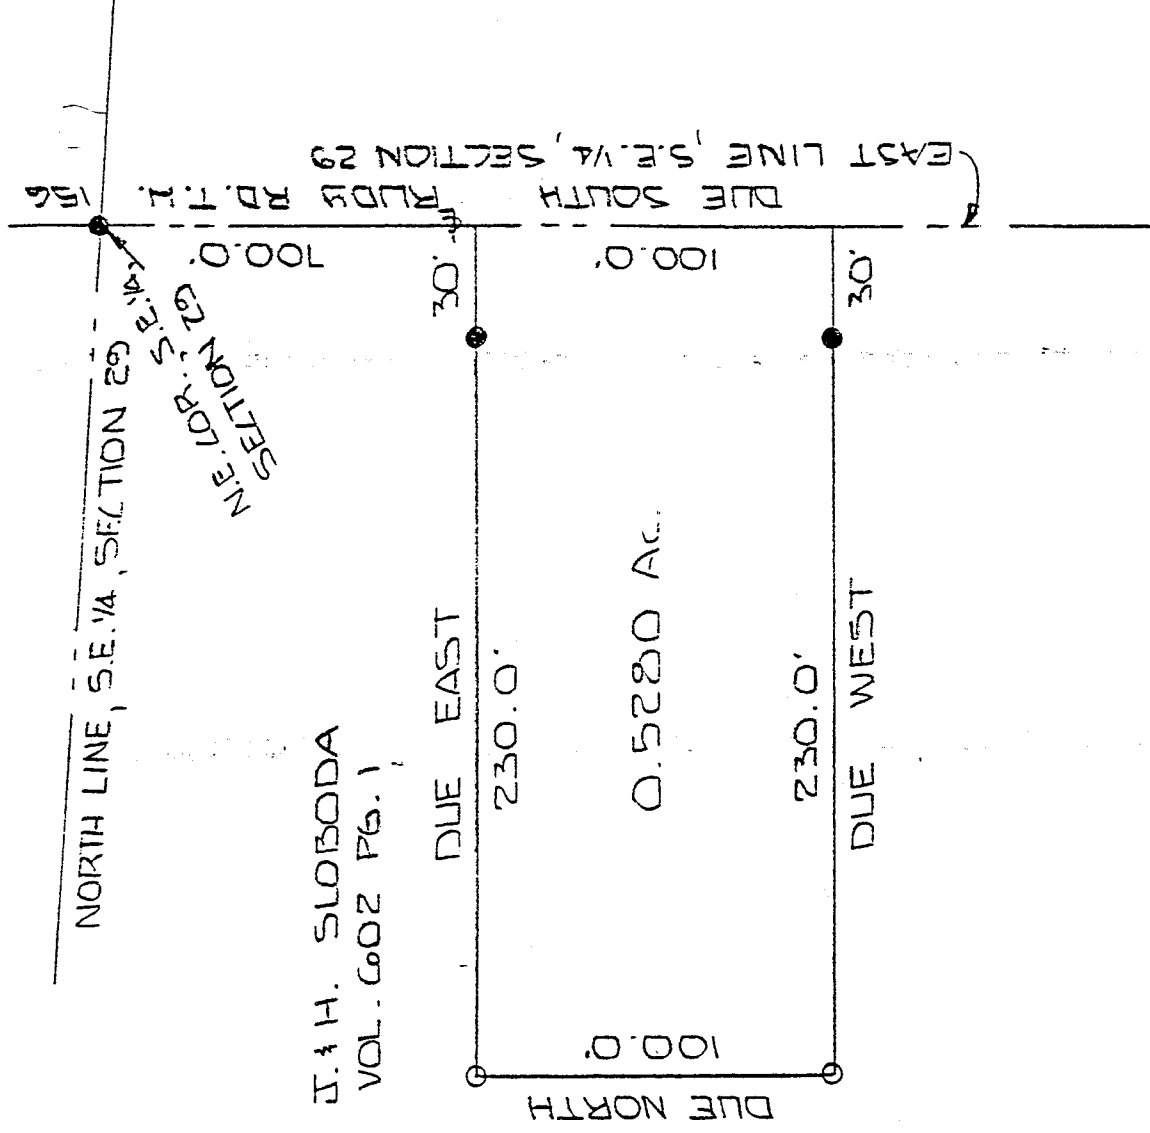 EAST LINE, S.E. 1/4, SECTION 29
DUE SOUTH RUDY RD. T.H. 156
700.0'
100.0'
30'
30'
N.E. COR., S.E. 1/4,
SECTION 29
NORTH LINE, S.E. 1/4, SECTION 29
J. & H. SLOBODA
VOL. 602 PG. 1
DUE EAST
230.0'
0.5280 Ac.
230.0'
DUE WEST
100.0'
DUE NORTH